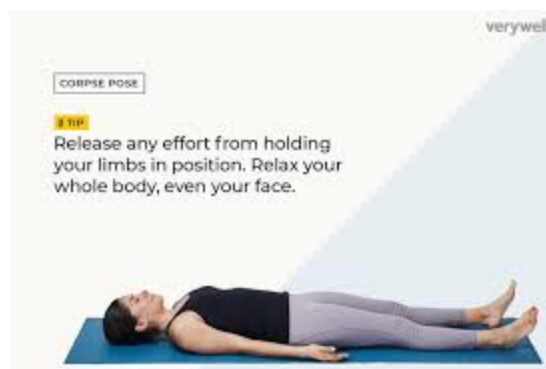 verywell
CORPSE POSE
TIP
Release any effort from holding
your limbs in position. Relax your
whole body, even your face.